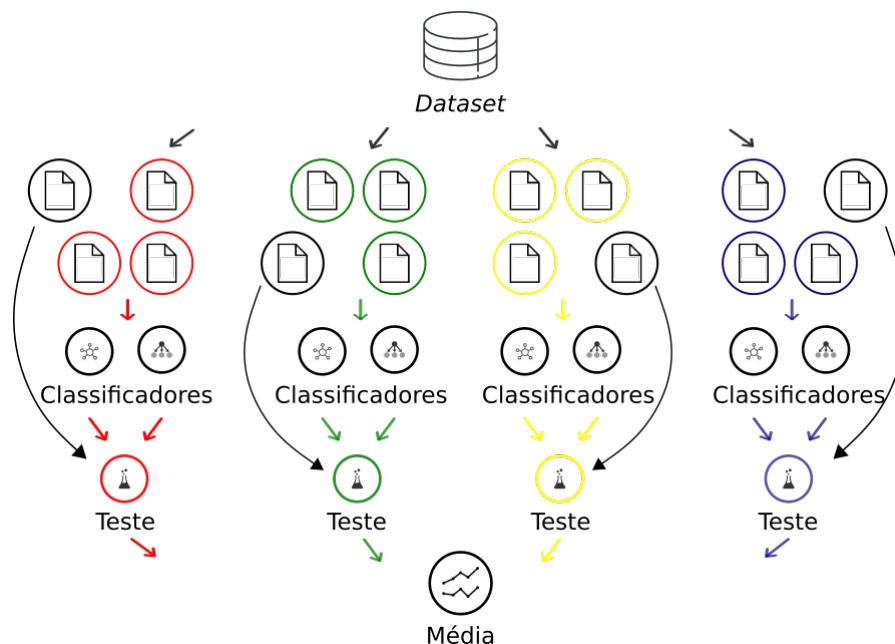 Dataset
Classificadores
Classificadores
Classificadores
Classificadores
Teste
Teste
Teste
Teste
Média